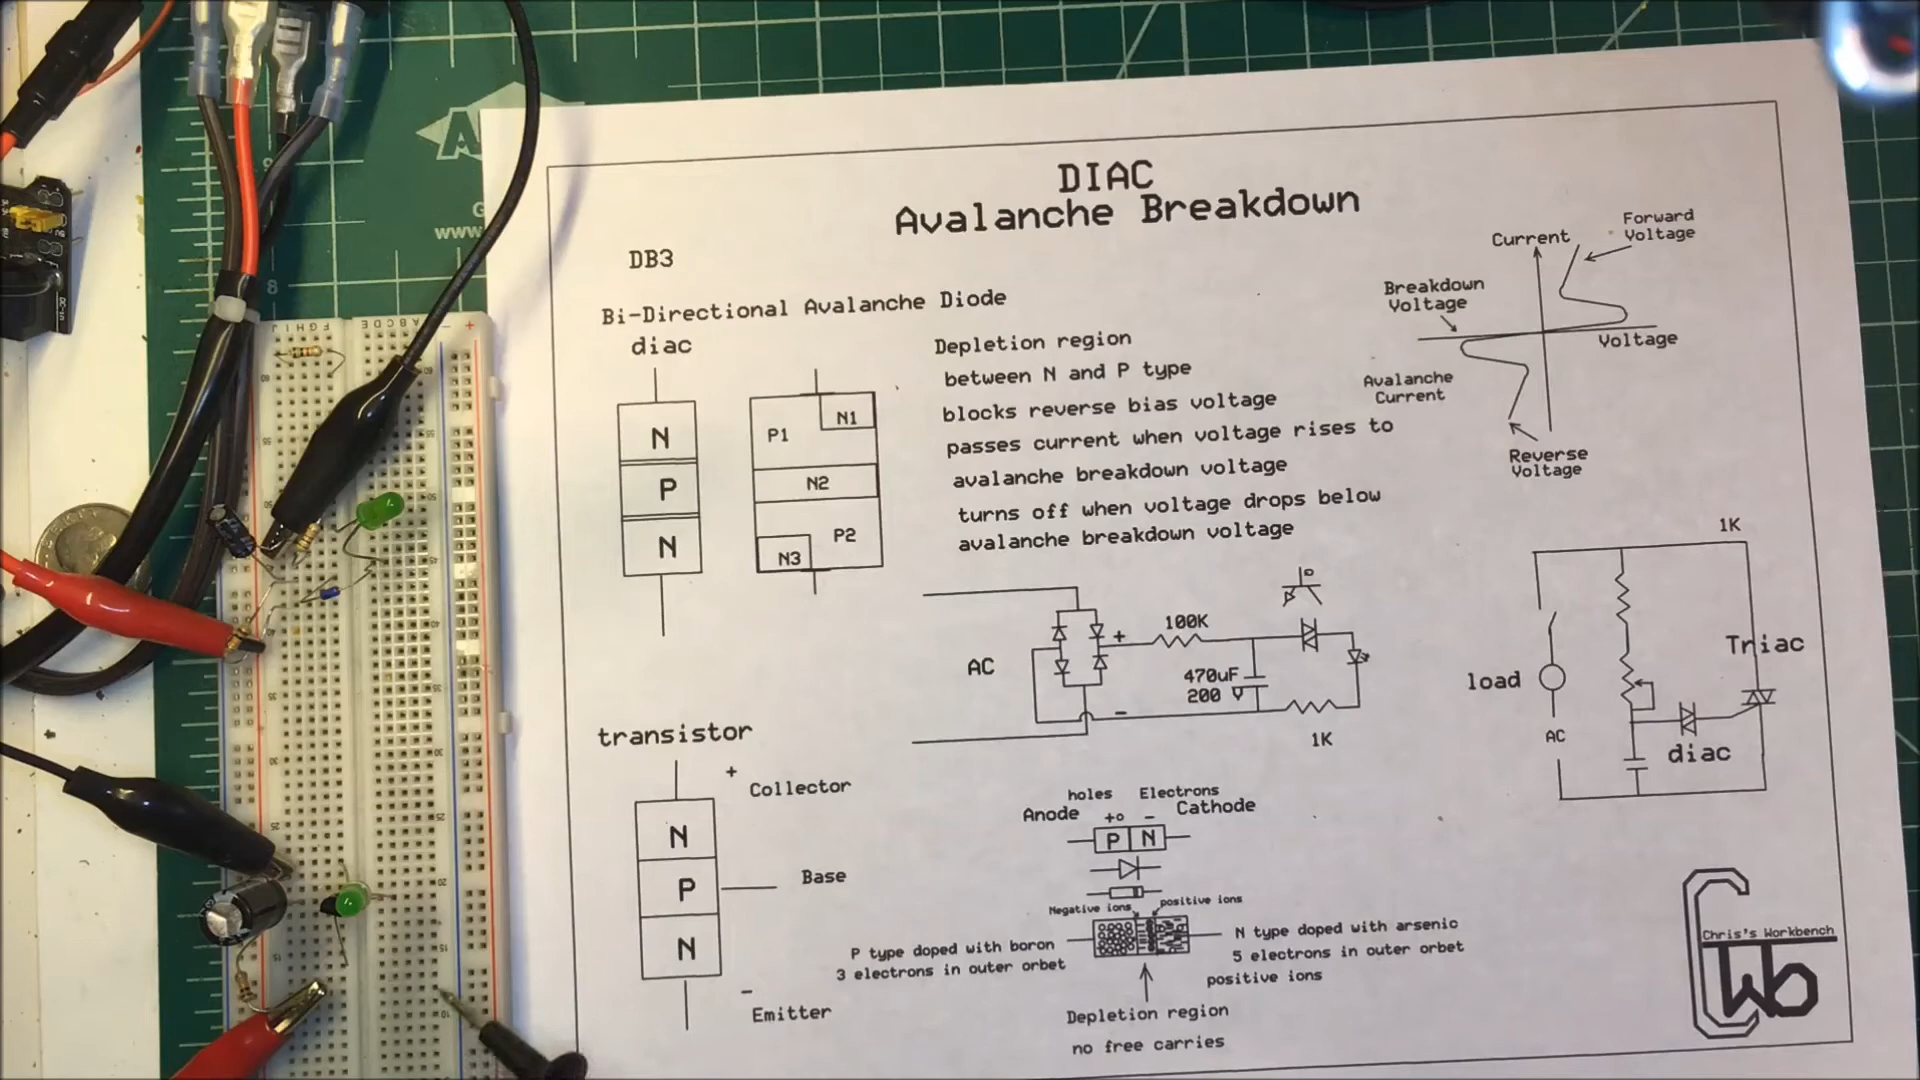 DIAC
Avalanche Breakdown
DB3
Bi-Directional Avalanche Diode
diac
N
P
N
P1
N1
N2
P2
N3
Depletion region
between N and P type
blocks reverse bias voltage
passes current when voltage rises to
avalanche breakdown voltage
turns off when voltage drops below
avalanche breakdown voltage
Current
Forward
Voltage
Breakdown
Voltage
Voltage
Avalanche
Current
Reverse
Voltage
AC
+
100K
470uF
200 V
-
1K
1K
load
AC
Triac
diac
transistor
+
Collector
N
P
N
Base
-
Emitter
holes
Electrons
Anode
Cathode
+o
-
P
N
Negative ions
positive ions
P type doped with boron
3 electrons in outer orbet
N type doped with arsenic
5 electrons in outer orbet
positive ions
Depletion region
no free carries
Chris's Workbench
CWb
www.
8
J I H G F
E D C B A
- +